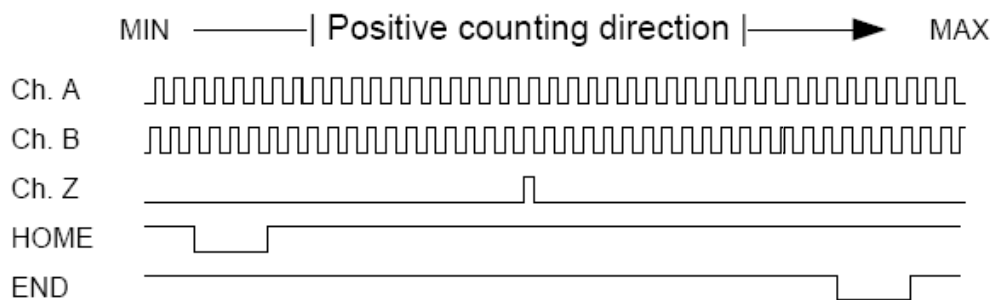 MIN | Positive counting direction | MAX
Ch. A
Ch. B
Ch. Z
HOME
END